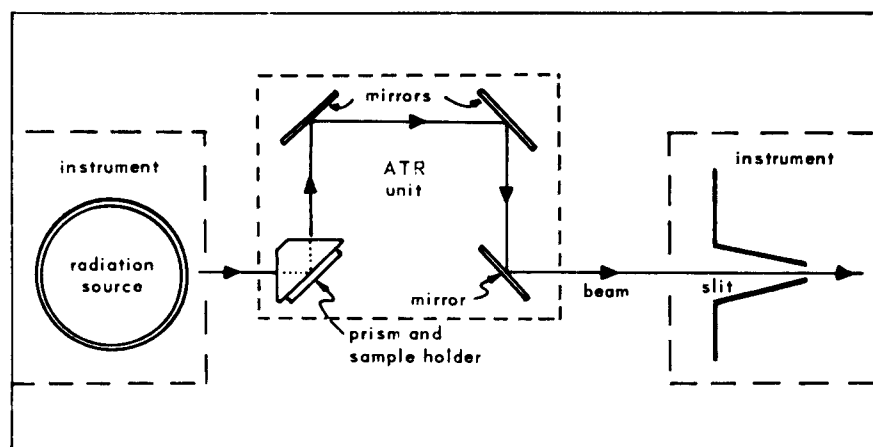 mirrors
instrument
ATR
unit
instrument
radiation
source
mirror
beam
slit
prism and
sample holder